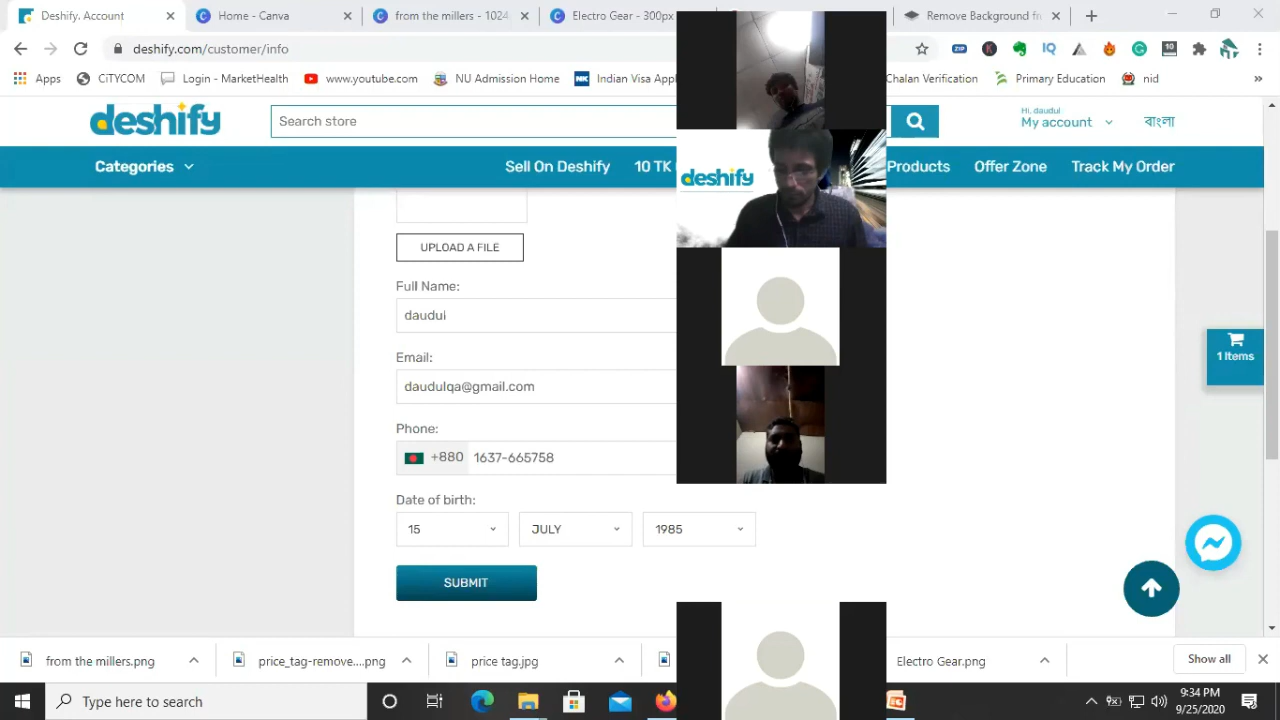 Deshify. Account
Home - Canva
from the millers - 1024
Electro Gear - 300px
Remove Background fr
deshify.com/customer/info
ZIP
IQ
10
Apps
CiTYCOM
Login - MarketHealth
www.youtube.com
NU Admission Home
NK
Indian Visa Appl
Chalan Verification
Primary Education
nid
deshify
Search store
Hi, daudul
My account
বাংলা
Categories
Sell On Deshify
10 TK
Products
Offer Zone
Track My Order
deshify
UPLOAD A FILE
Full Name:
daudul
Email:
daudulqa@gmail.com
1 Items
Phone:
+880
1637-665758
Date of birth:
15
JULY
1985
SUBMIT
from the millers.png
price_tag-remove....png
price tag.jpg
Electro Gear.png
Show all
Type here to search
9:34 PM
9/25/2020